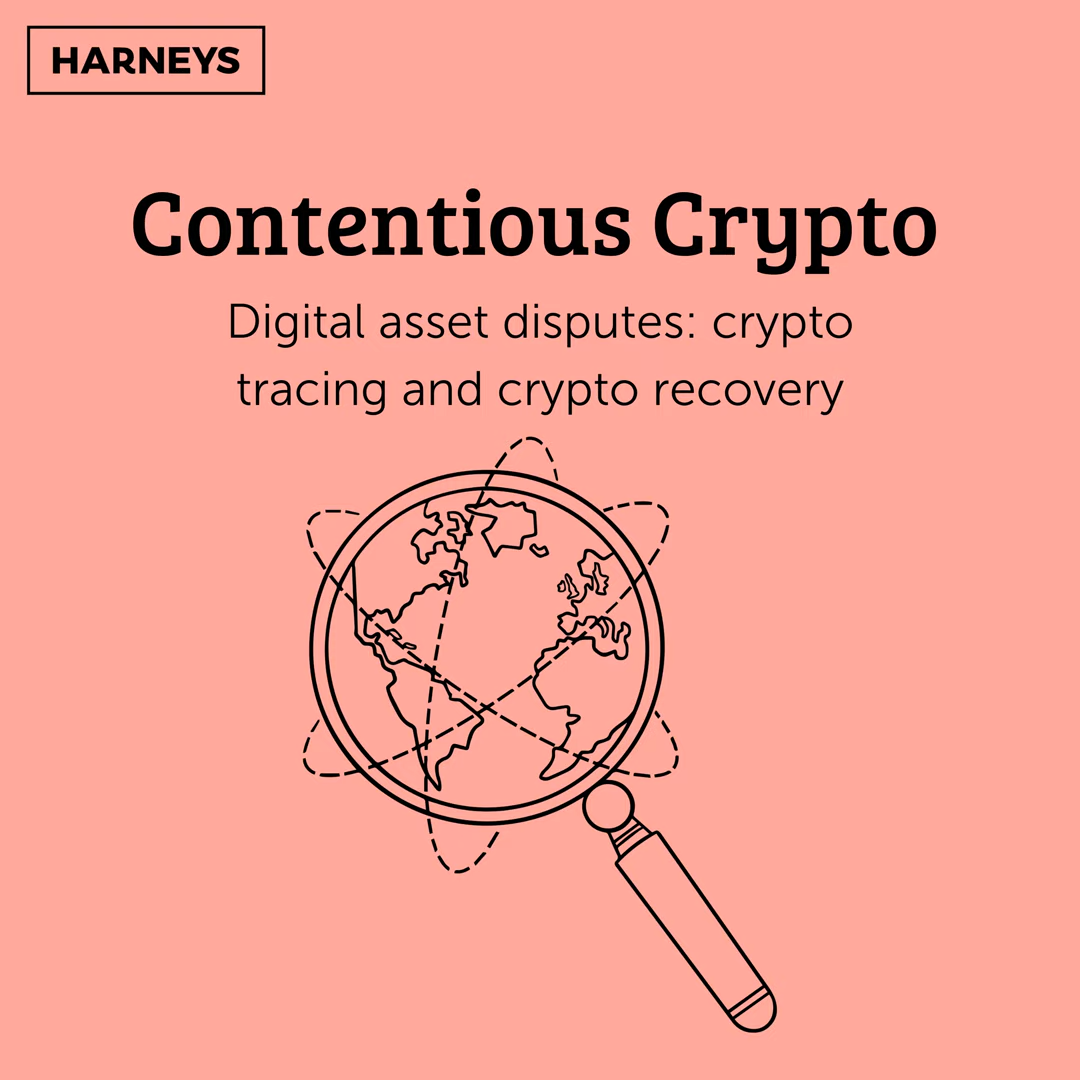 HARNEYS
Contentious Crypto
Digital asset disputes: crypto
tracing and crypto recovery